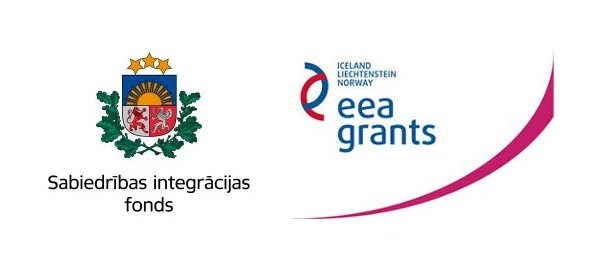 Sabiedrības integrācijas
fonds
ICELAND
LIECHTENSTEIN
NORWAY
eea
grants